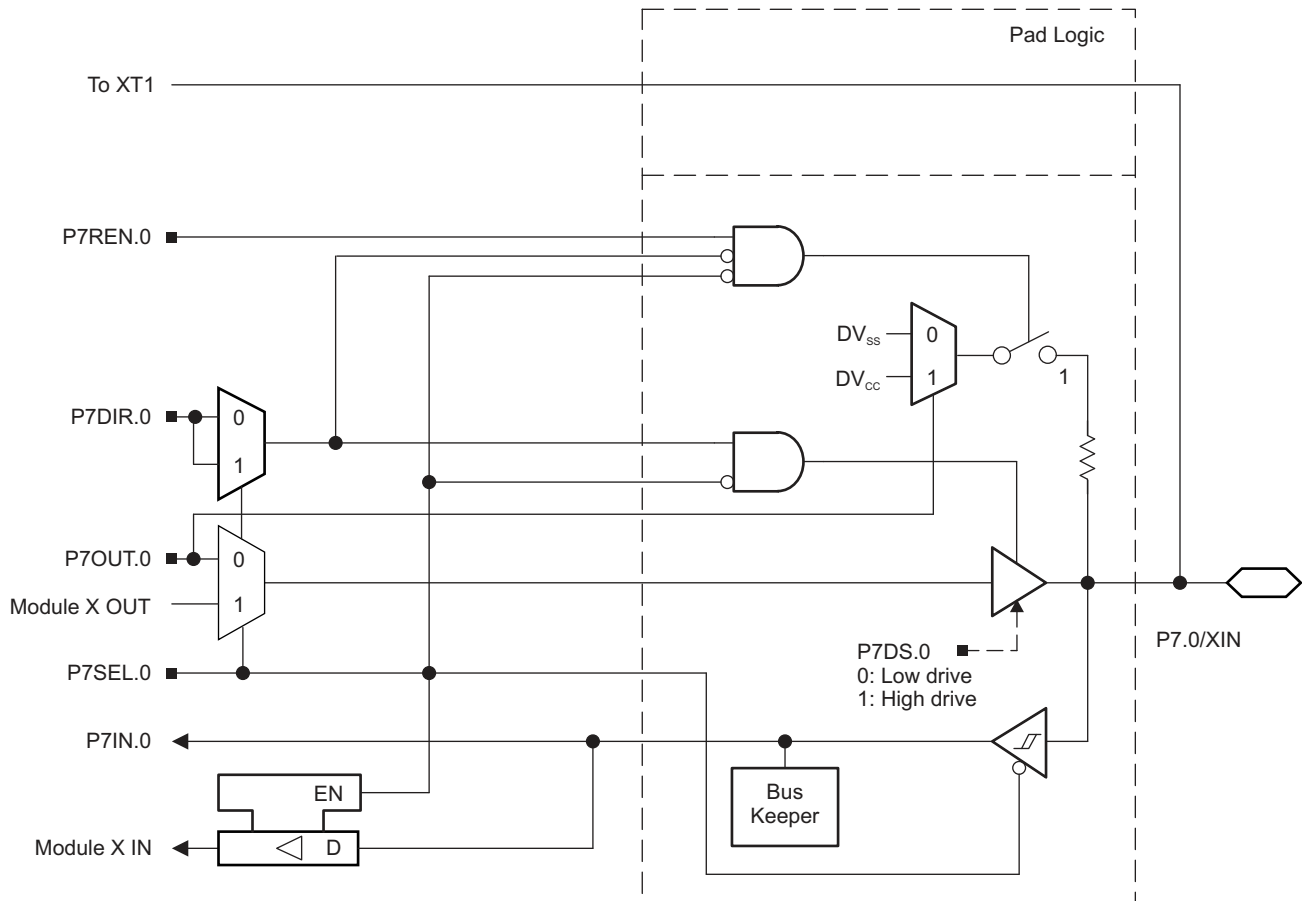 Pad Logic
To XT1
P7REN.0
DVSS
0
DVCC
1
1
P7DIR.0
0
1
P7OUT.0
0
Module X OUT
1
P7SEL.0
P7DS.0
0: Low drive
1: High drive
P7.0/XIN
P7IN.0
EN
Bus
Keeper
Module X IN
D